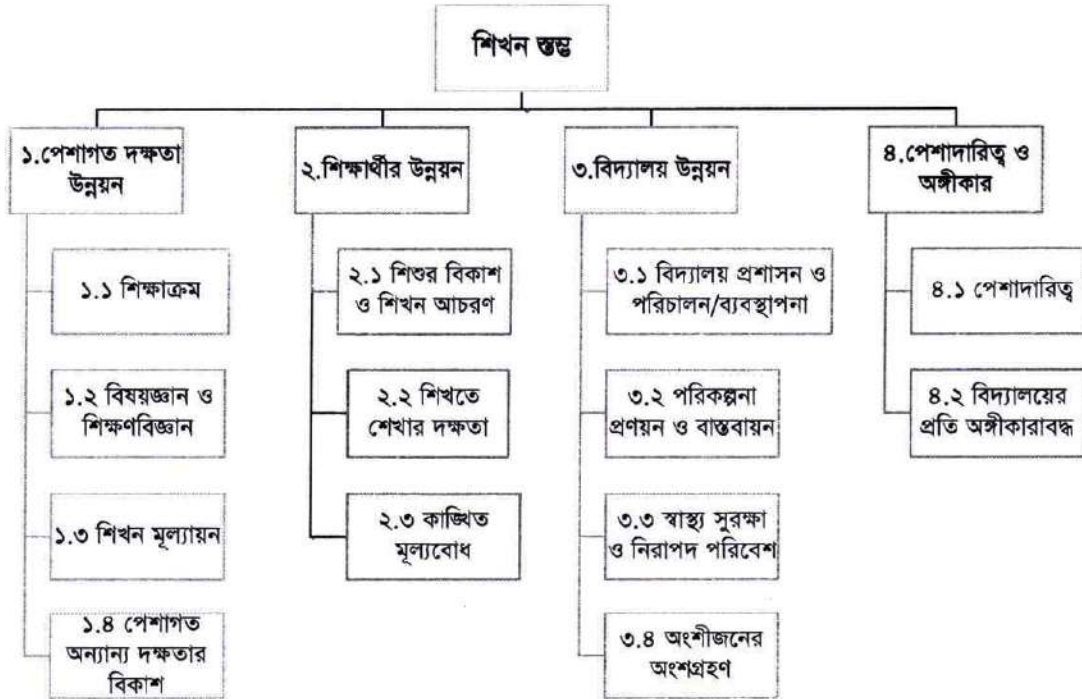 শিখন স্তম্ভ
১.পেশাগত দক্ষতা
উন্নয়ন
১.১ শিক্ষাক্রম
১.২ বিষয়জ্ঞান ও
শিক্ষণবিজ্ঞান
১.৩ শিখন মূল্যায়ন
১.৪ পেশাগত
অন্যান্য দক্ষতার
বিকাশ
২.শিক্ষার্থীর উন্নয়ন
২.১ শিশুর বিকাশ
ও শিখন আচরণ
২.২ শিখতে
শেখার দক্ষতা
২.৩ কাঙ্খিত
মূল্যবোধ
৩.বিদ্যালয় উন্নয়ন
৩.১ বিদ্যালয় প্রশাসন ও
পরিচালন/ব্যবস্থাপনা
৩.২ পরিকল্পনা
প্রণয়ন ও বাস্তবায়ন
৩.৩ স্বাস্থ্য সুরক্ষা
ও নিরাপদ পরিবেশ
৩.৪ অংশীজনের
অংশগ্রহণ
৪.পেশাদারিত্ব ও
অঙ্গীকার
৪.১ পেশাদারিত্ব
৪.২ বিদ্যালয়ের
প্রতি অঙ্গীকারাবদ্ধ